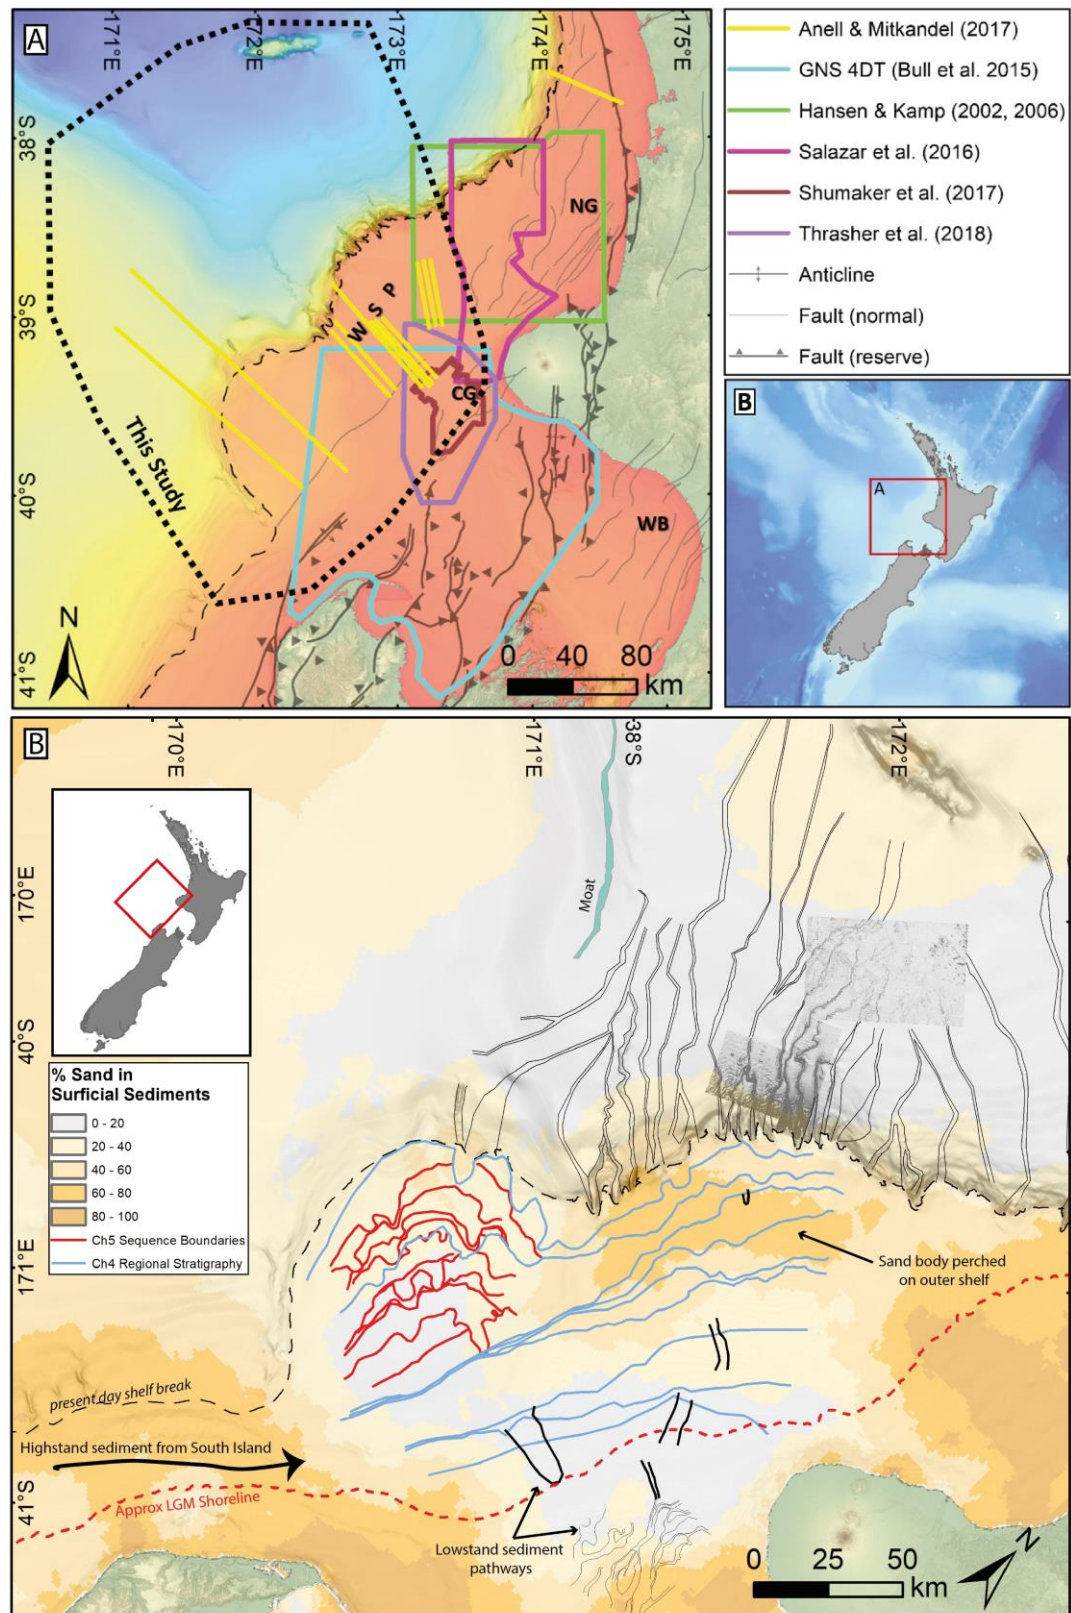 A
171°E
172°E
173°E
174°E
175°E
38°S
39°S
40°S
41°S
NG
W S P
CG
WB
This Study
N
0 40 80
km
Anell & Mitkandel (2017)
GNS 4DT (Bull et al. 2015)
Hansen & Kamp (2002, 2006)
Salazar et al. (2016)
Shumaker et al. (2017)
Thrasher et al. (2018)
Anticline
Fault (normal)
Fault (reserve)
B
A
B
170°E
171°E
38°S
172°E
170°E
40°S
171°E
41°S
Moat
% Sand in
Surficial Sediments
0 - 20
20 - 40
40 - 60
60 - 80
80 - 100
Ch5 Sequence Boundaries
Ch4 Regional Stratigraphy
Sand body perched
on outer shelf
present day shelf break
Highstand sediment from South Island
Approx LGM Shoreline
Lowstand sediment
pathways
0 25 50
km
N